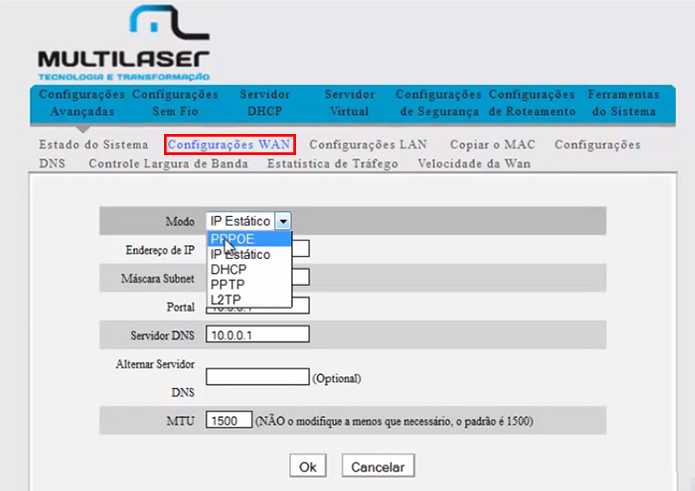 MULTILASER
TECNOLOGIA E TRANSFORMAÇÃO
Configurações Avançadas
Configurações Sem Fio
Servidor DHCP
Servidor Virtual
Configurações de Segurança
Configurações de Roteamento
Ferramentas do Sistema
Estado do Sistema Configurações WAN Configurações LAN Copiar o MAC Configurações
DNS Controle Largura de Banda Estatística de Tráfego Velocidade da Wan
Modo IP Estático
PPPOE
Endereço de IP
IP Estático
DHCP
Máscara Subnet
PPTP
L2TP
Portal 10.0.0.1
Servidor DNS 10.0.0.1
Alternar Servidor
DNS
(Optional)
MTU 1500 (NÃO o modifique a menos que necessário, o padrão é 1500)
Ok Cancelar